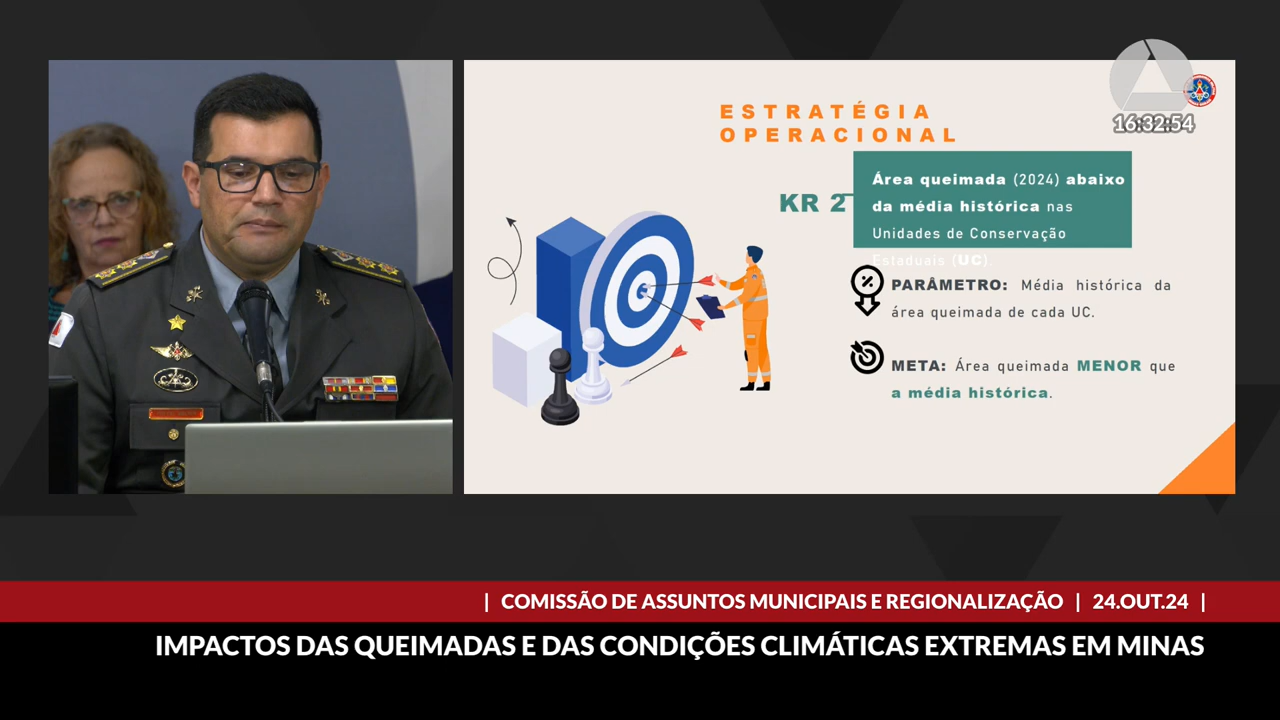 16:32:54
ESTRATÉGIA
OPERACIONAL
KR 2
Área queimada (2024) abaixo
da média histórica nas
Unidades de Conservação
Estaduais (UC).
PARÂMETRO: Média histórica da
área queimada de cada UC.
META: Área queimada MENOR que
a média histórica.
| COMISSÃO DE ASSUNTOS MUNICIPAIS E REGIONALIZAÇÃO | 24.OUT.24 |
IMPACTOS DAS QUEIMADAS E DAS CONDIÇÕES CLIMÁTICAS EXTREMAS EM MINAS